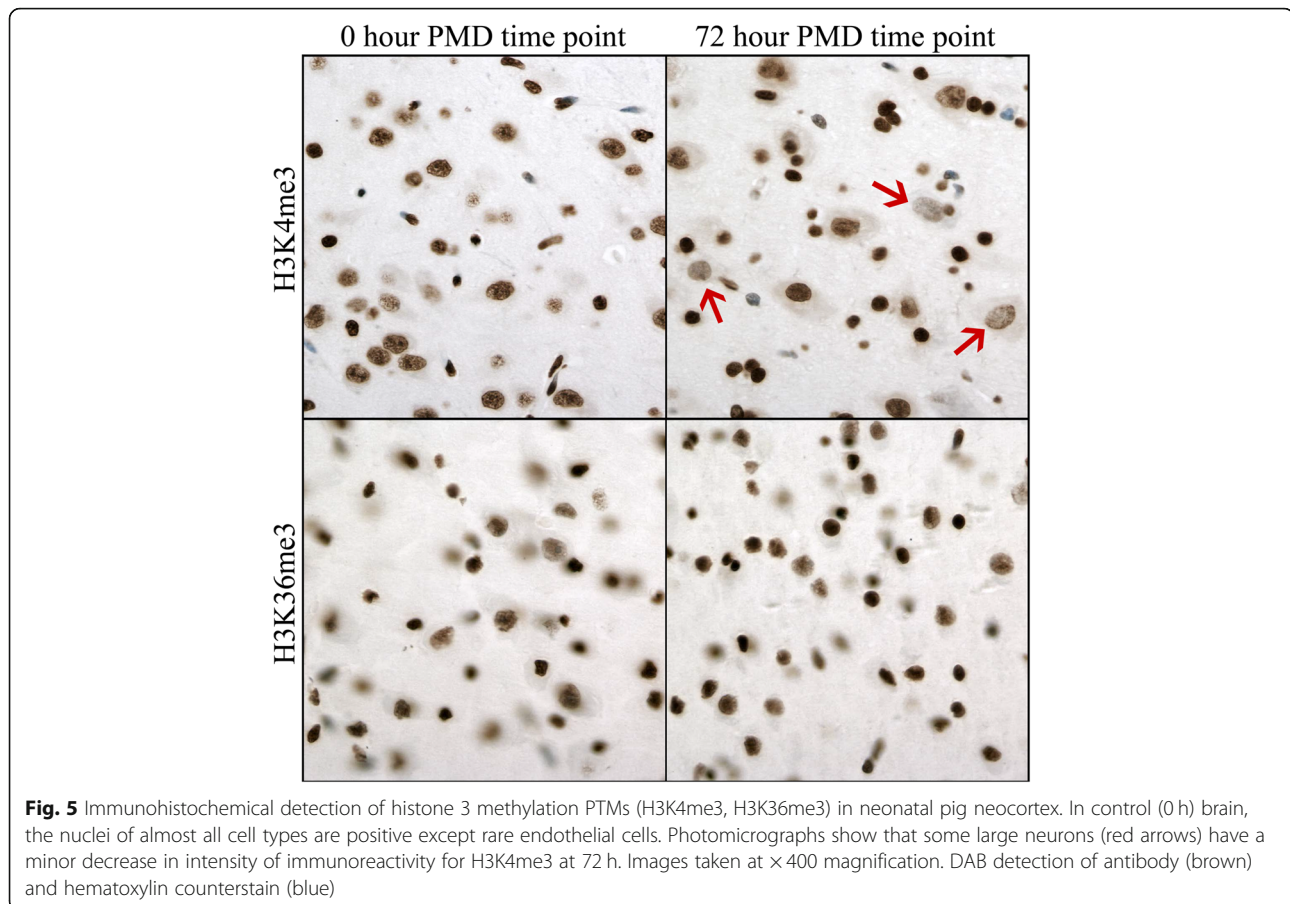 0 hour PMD time point
72 hour PMD time point
H3K4me3
H3K36me3
Fig. 5 Immunohistochemical detection of histone 3 methylation PTMs (H3K4me3, H3K36me3) in neonatal pig neocortex. In control (0 h) brain,
the nuclei of almost all cell types are positive except rare endothelial cells. Photomicrographs show that some large neurons (red arrows) have a
minor decrease in intensity of immunoreactivity for H3K4me3 at 72 h. Images taken at × 400 magnification. DAB detection of antibody (brown)
and hematoxylin counterstain (blue)